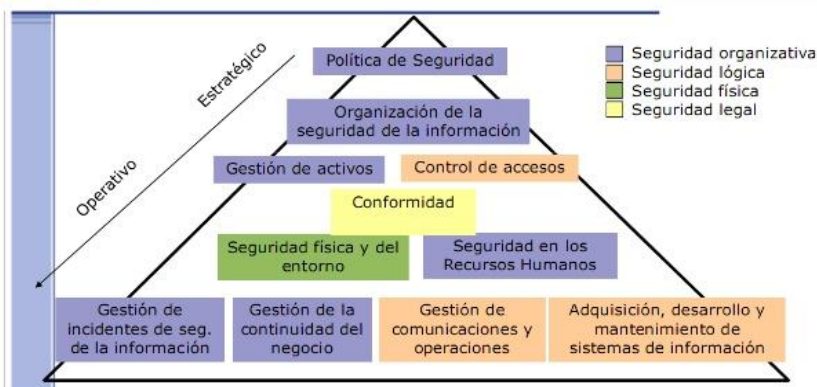 Política de Seguridad
Estratégico
Operativo
Organización de la
seguridad de la información
Gestión de activos
Control de accesos
Conformidad
Seguridad física y del
entorno
Seguridad en los
Recursos Humanos
Gestión de
incidentes de seg.
de la información
Gestión de la
continuidad del
negocio
Gestión de
comunicaciones y
operaciones
Adquisición, desarrollo y
mantenimiento de
sistemas de información
Seguridad organizativa
Seguridad lógica
Seguridad física
Seguridad legal